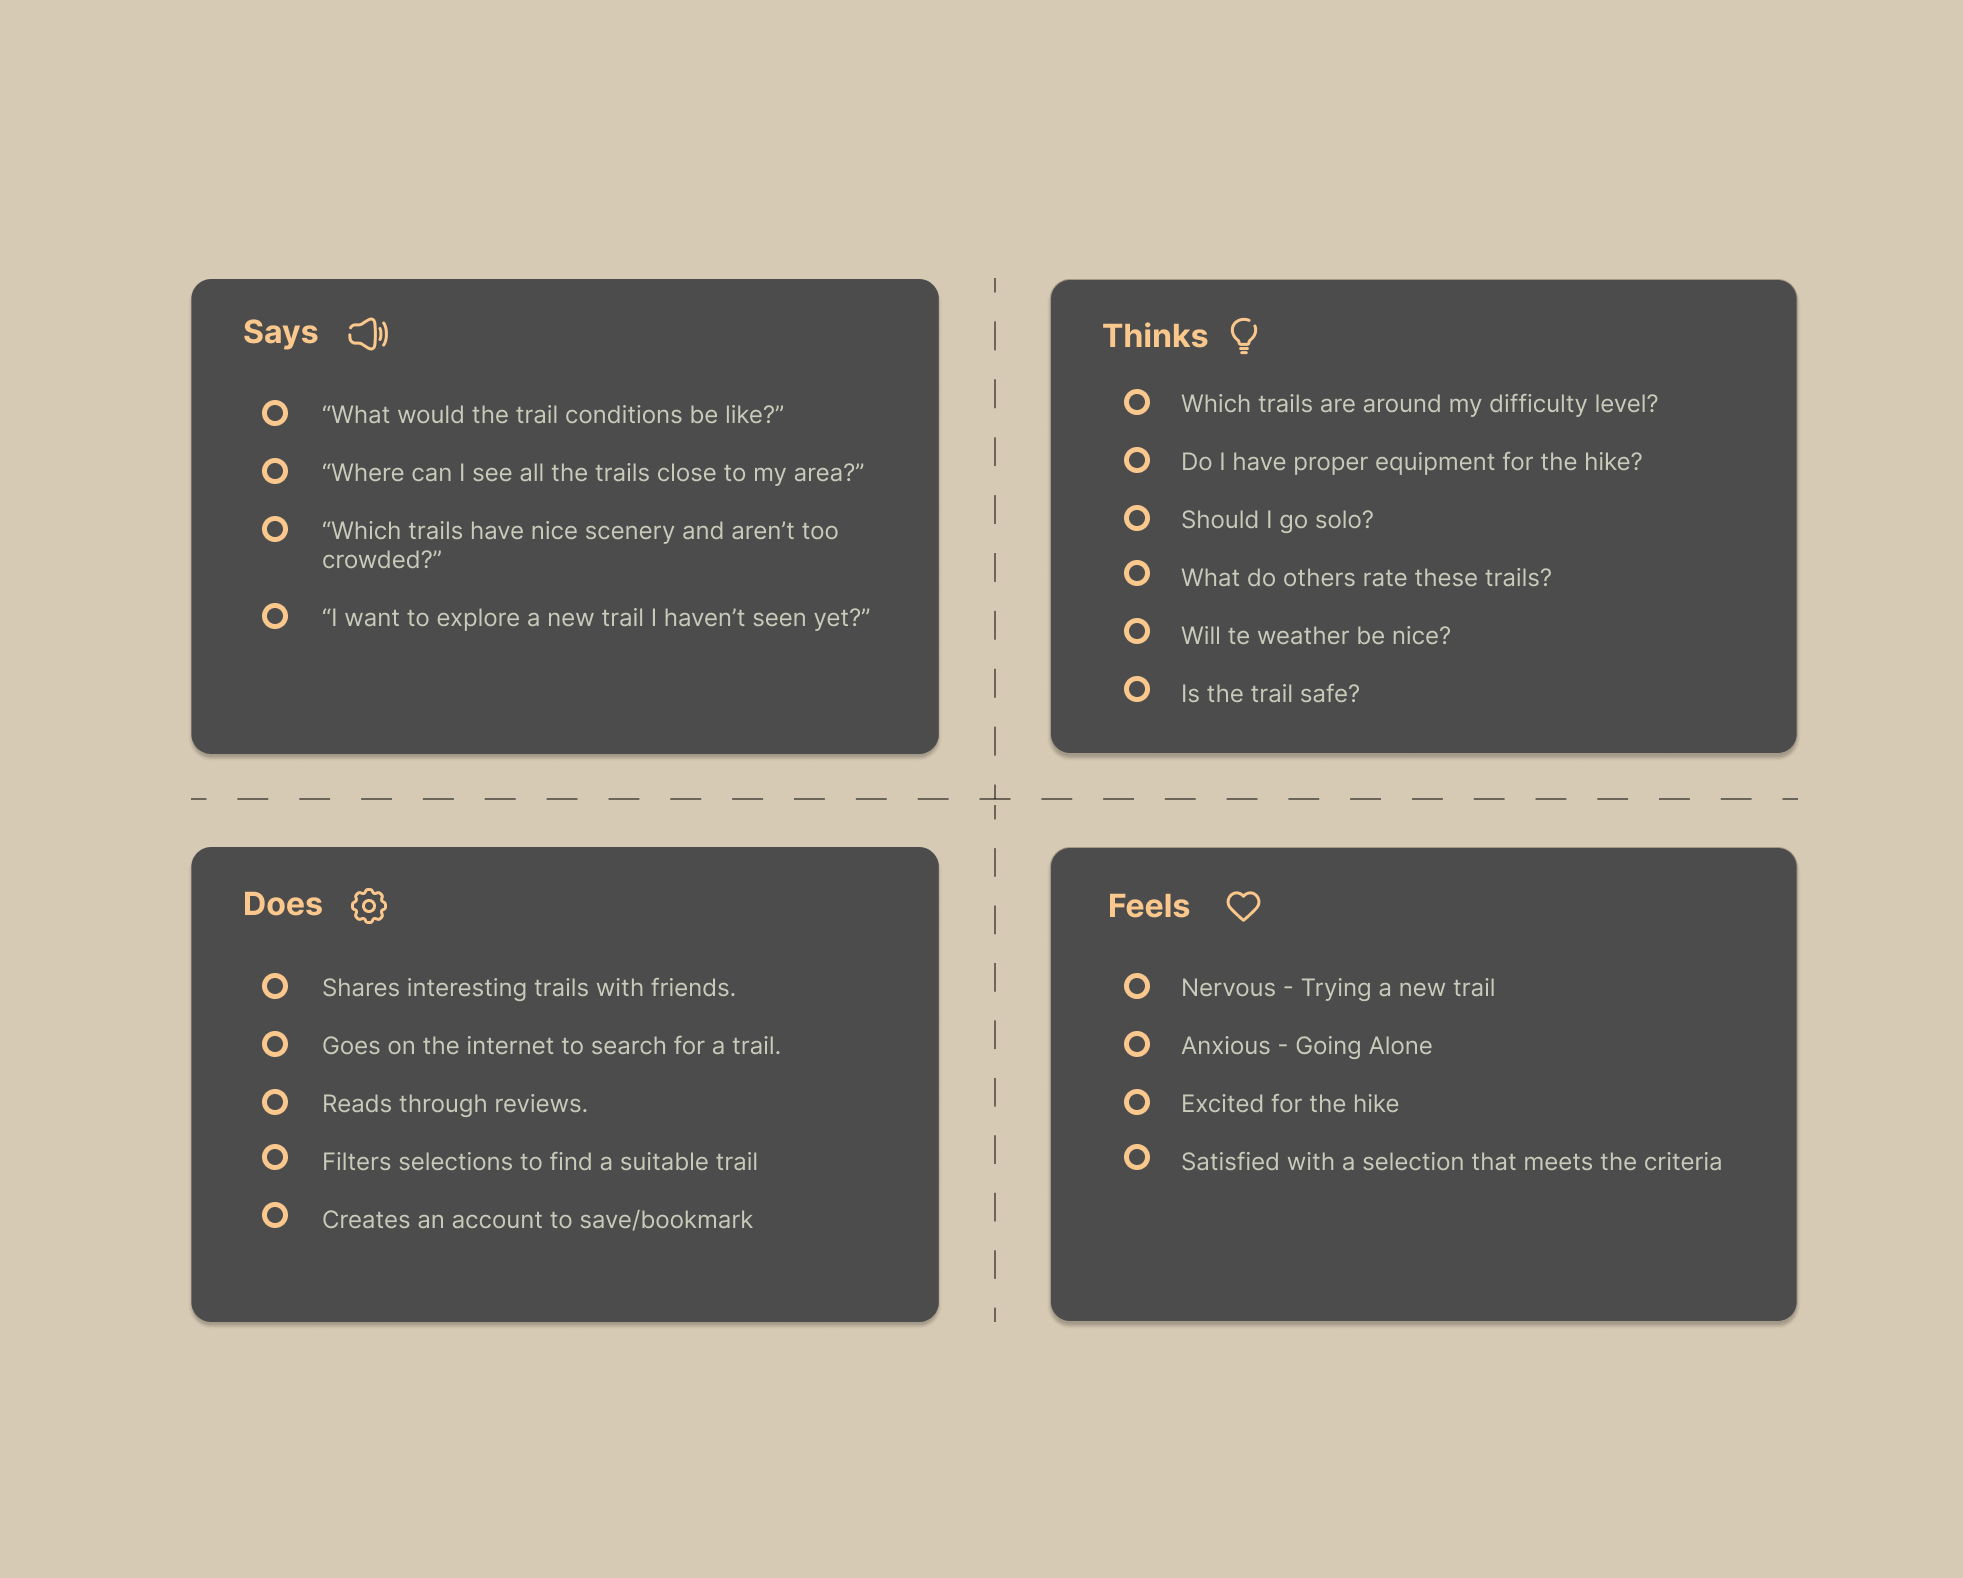 Says
“What would the trail conditions be like?”
“Where can I see all the trails close to my area?”
“Which trails have nice scenery and aren’t too
crowded?”
“I want to explore a new trail I haven’t seen yet?”
Thinks
Which trails are around my difficulty level?
Do I have proper equipment for the hike?
Should I go solo?
What do others rate these trails?
Will te weather be nice?
Is the trail safe?
Does
Shares interesting trails with friends.
Goes on the internet to search for a trail.
Reads through reviews.
Filters selections to find a suitable trail
Creates an account to save/bookmark
Feels
Nervous - Trying a new trail
Anxious - Going Alone
Excited for the hike
Satisfied with a selection that meets the criteria